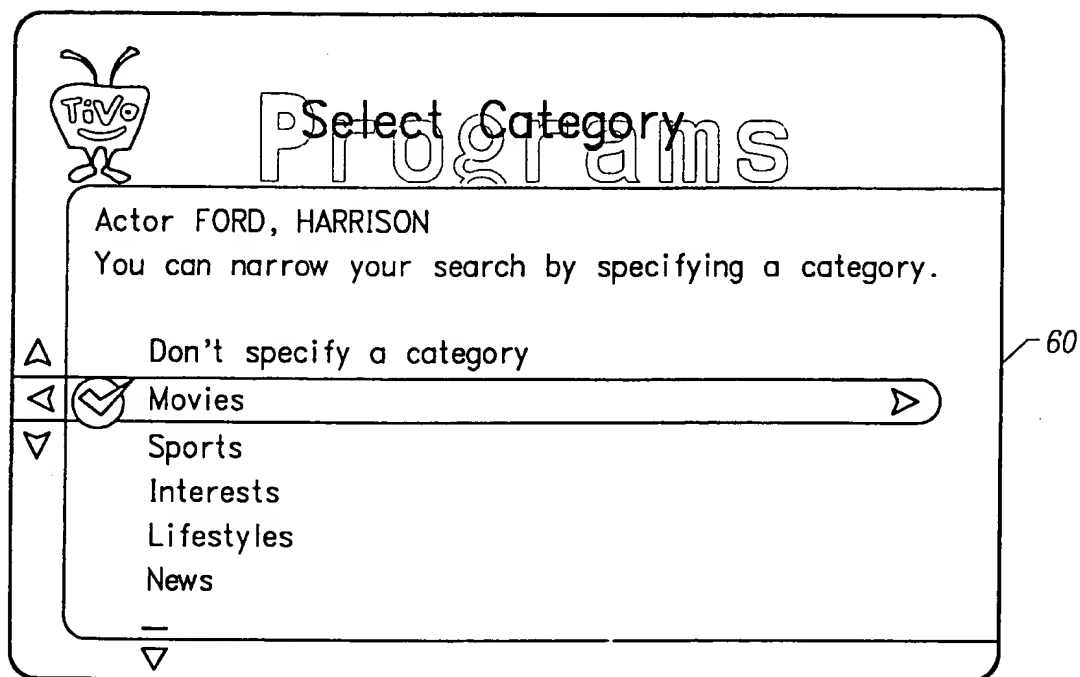 TiVo
Programs
Select Category
Actor FORD, HARRISON
You can narrow your search by specifying a category.
Don't specify a category
Movies
Sports
Interests
Lifestyles
News
60